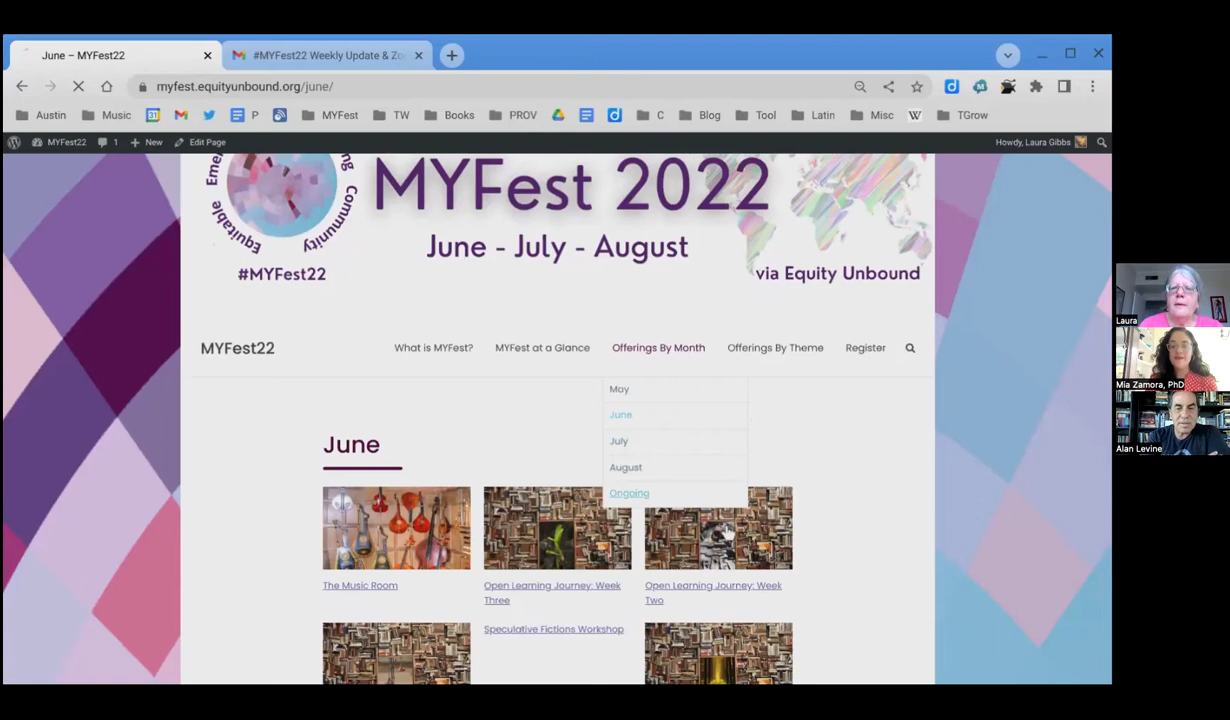 June – MYFest22
#MYFest22 Weekly Update & Zo
myfest.equityunbound.org/june/
Austin
Music
P
MYFest
TW
Books
PROV
C
Blog
Tool
Latin
Misc
W
TGrow
MYFest22
1
New
Edit Page
Howdy, Laura Gibbs
Community
Equitable
MYFest 2022
June - July - August
#MYFest22
via Equity Unbound
MYFest22
What is MYFest?
MYFest at a Glance
Offerings By Month
Offerings By Theme
Register
May
June
July
August
Ongoing
June
The Music Room
Open Learning Journey: Week
Three
Open Learning Journey: Week
Two
Speculative Fictions Workshop
Laura
Mia Zamora, PhD
Alan Levine